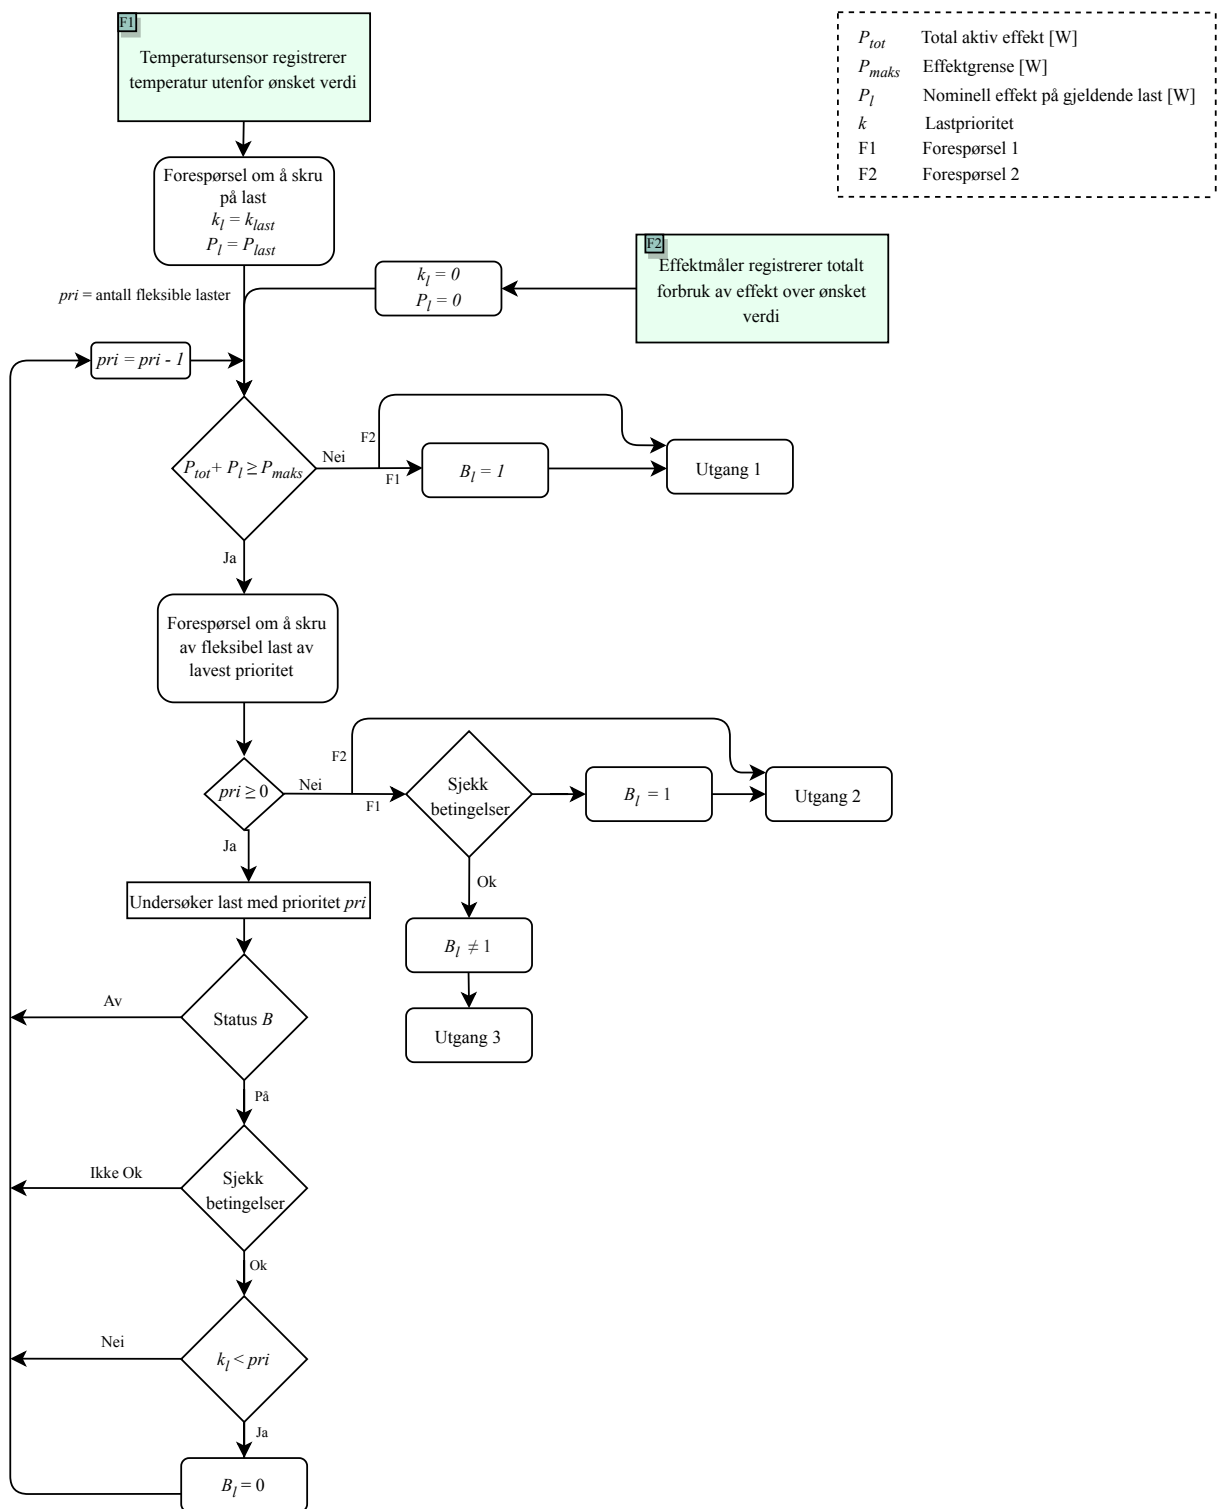 F1
Temperatursensor registrerer
temperatur utenfor ønsket verdi
P_tot Total aktiv effekt [W]
P_maks Effektgrense [W]
P_l Nominell effekt på gjeldende last [W]
k Lastprioritet
F1 Forespørsel 1
F2 Forespørsel 2
Forespørsel om å skru
på last
k_l = k_last
P_l = P_last
F2
Effektmåler registrerer totalt
forbruk av effekt over ønsket
verdi
k_l = 0
P_l = 0
pri = antall fleksible laster
pri = pri - 1
P_tot + P_l ≥ P_maks
Nei
F2
F1
B_l = 1
Utgang 1
Ja
Forespørsel om å skru
av fleksibel last av
lavest prioritet
pri ≥ 0
Nei
F2
F1
Sjekk
betingelser
B_l = 1
Utgang 2
Ja
Ok
Undersøker last med prioritet pri
B_l ≠ 1
Utgang 3
Status B
Av
På
Sjekk
betingelser
Ikke Ok
Ok
k_l < pri
Nei
Ja
B_l = 0